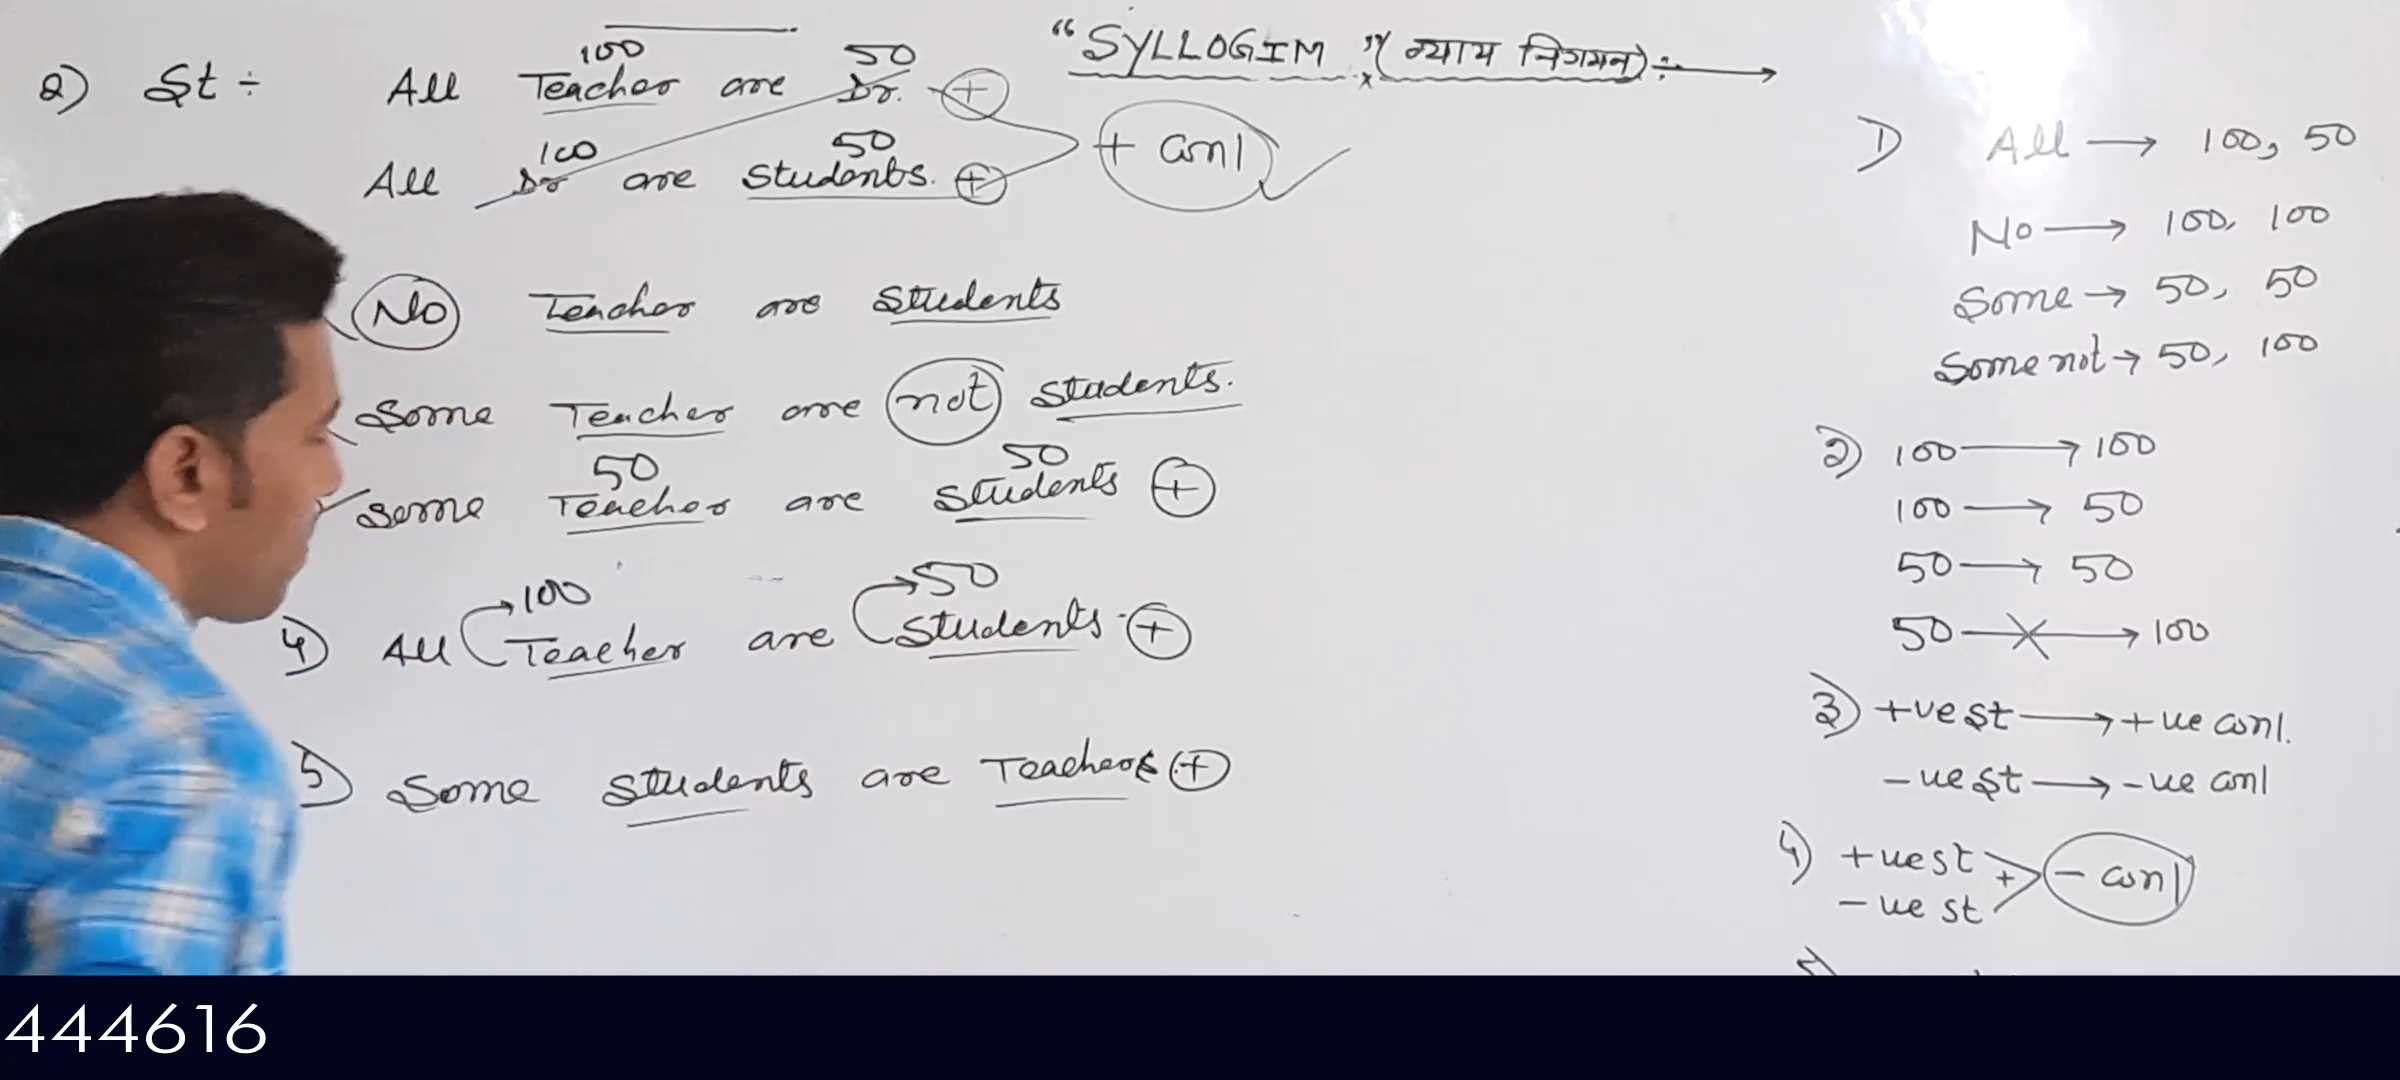 "SYLLOGIM" (न्याय निगमन) :- →
2) St ÷ All Teacher are Dr. (+)
100 50
All Dr are Students. (+)
100 50
+ conl ✓
No Teacher are Students
Some Teacher are not Students.
50 50
✓ Some Teacher are Students (+)
100 50
4) All Teacher are Students. (+)
5) Some Students are Teachers (+)
1) All → 100, 50
No → 100, 100
Some → 50, 50
Some not → 50, 100
2) 100 → 100
100 → 50
50 → 50
50 -X→ 100
3) +ve st → +ve conl.
-ve st → -ve conl
4) +ve st
+ - conl
-ve st
444616